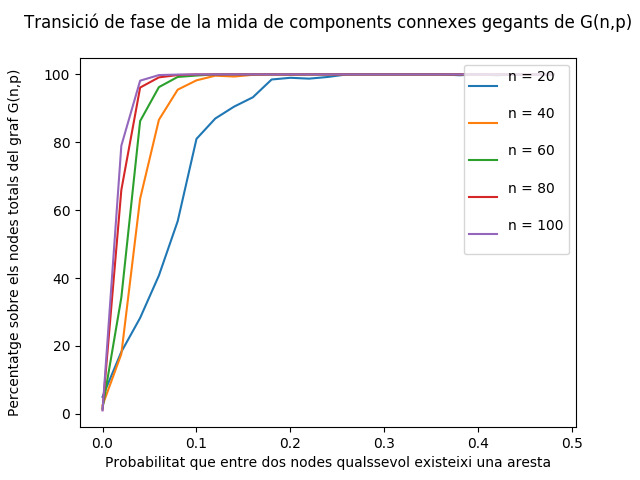 Transició de fase de la mida de components connexes gegants de G(n,p)
Percentatge sobre els nodes totals del graf G(n,p)
100
80
60
40
20
0
n = 20
n = 40
n = 60
n = 80
n = 100
0.0 0.1 0.2 0.3 0.4 0.5
Probabilitat que entre dos nodes qualssevol existeixi una aresta